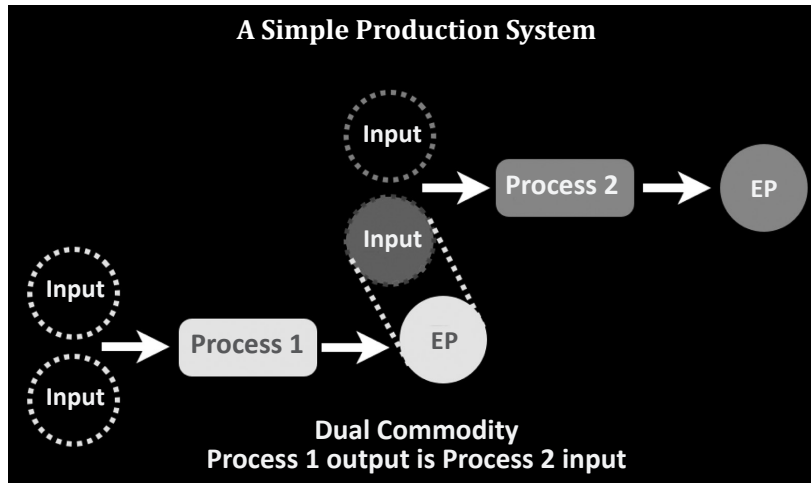 A Simple Production System
Input
Process 2
EP
Input
Input
Process 1
EP
Input
Dual Commodity
Process 1 output is Process 2 input